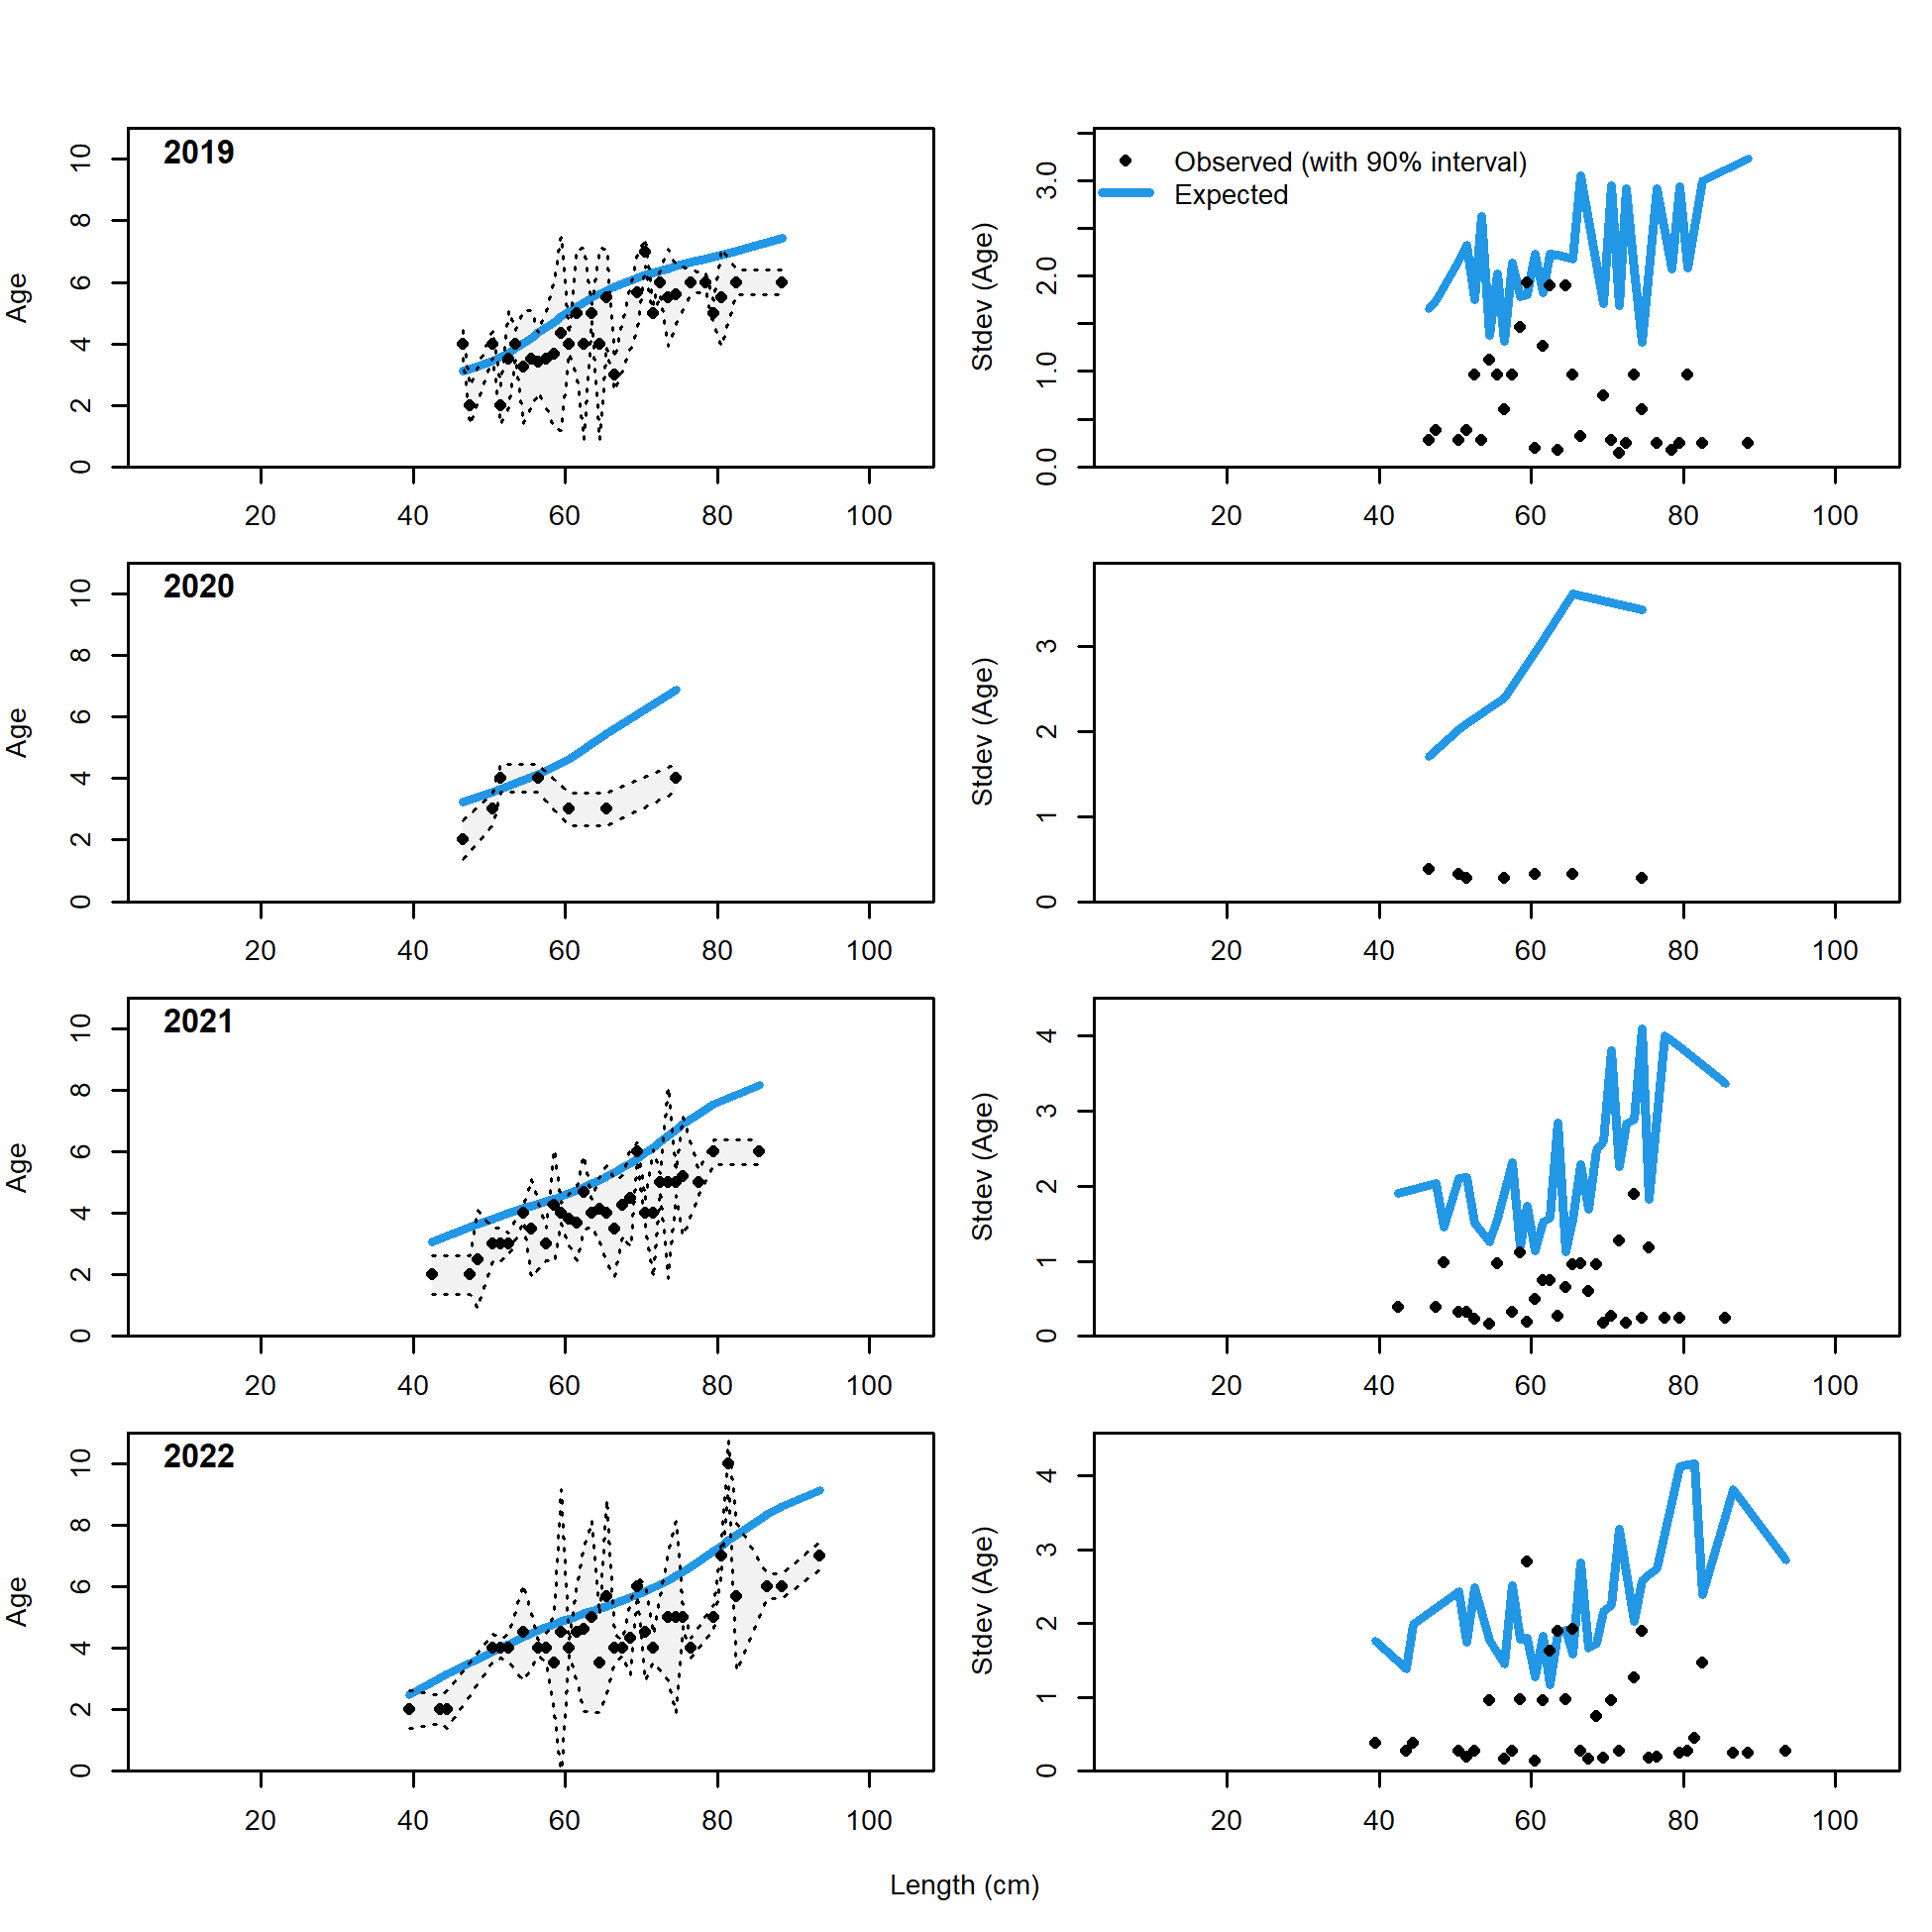 2019
Age
0 2 4 6 8 10
20 40 60 80 100
Observed (with 90% interval)
Expected
Stdev (Age)
0.0 1.0 2.0 3.0
20 40 60 80 100
2020
Age
0 2 4 6 8 10
20 40 60 80 100
Stdev (Age)
0 1 2 3
20 40 60 80 100
2021
Age
0 2 4 6 8 10
20 40 60 80 100
Stdev (Age)
0 1 2 3 4
20 40 60 80 100
2022
Age
0 2 4 6 8 10
20 40 60 80 100
Stdev (Age)
0 1 2 3 4
20 40 60 80 100
Length (cm)